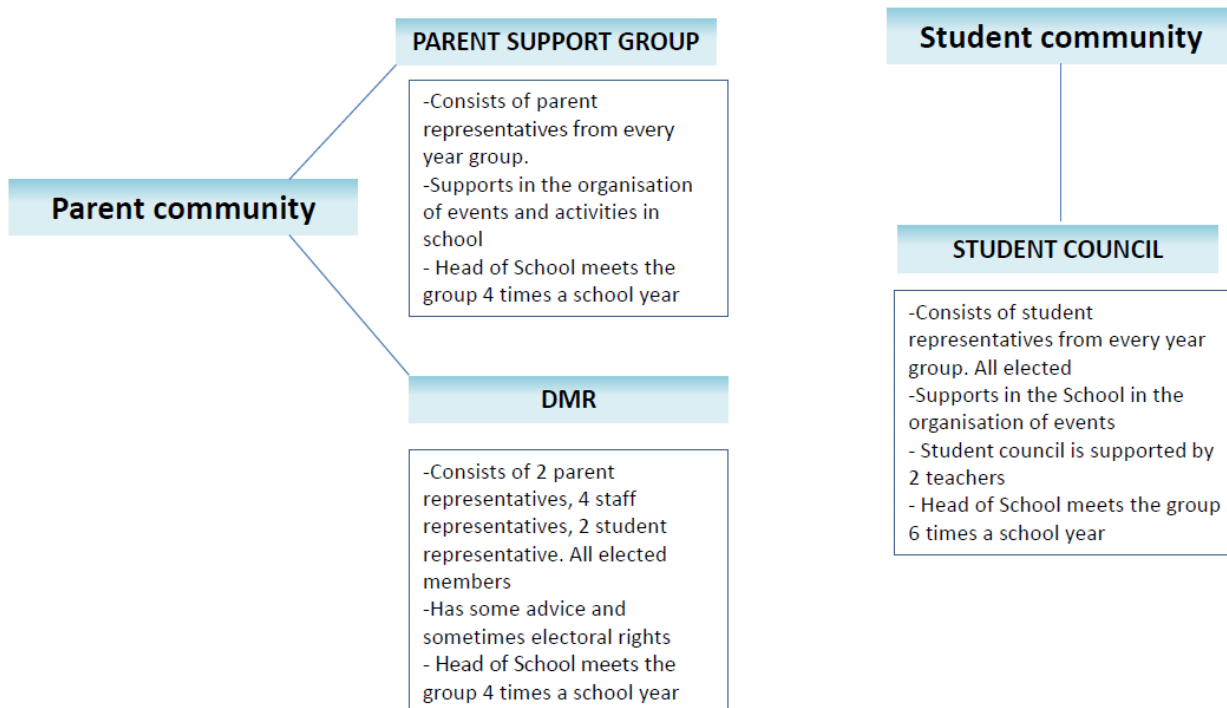 PARENT SUPPORT GROUP
-Consists of parent
representatives from every
year group.
-Supports in the organisation
of events and activities in
school
- Head of School meets the
group 4 times a school year
Parent community
DMR
-Consists of 2 parent
representatives, 4 staff
representatives, 2 student
representative. All elected
members
-Has some advice and
sometimes electoral rights
- Head of School meets the
group 4 times a school year
Student community
STUDENT COUNCIL
-Consists of student
representatives from every year
group. All elected
-Supports in the School in the
organisation of events
- Student council is supported by
2 teachers
- Head of School meets the group
6 times a school year